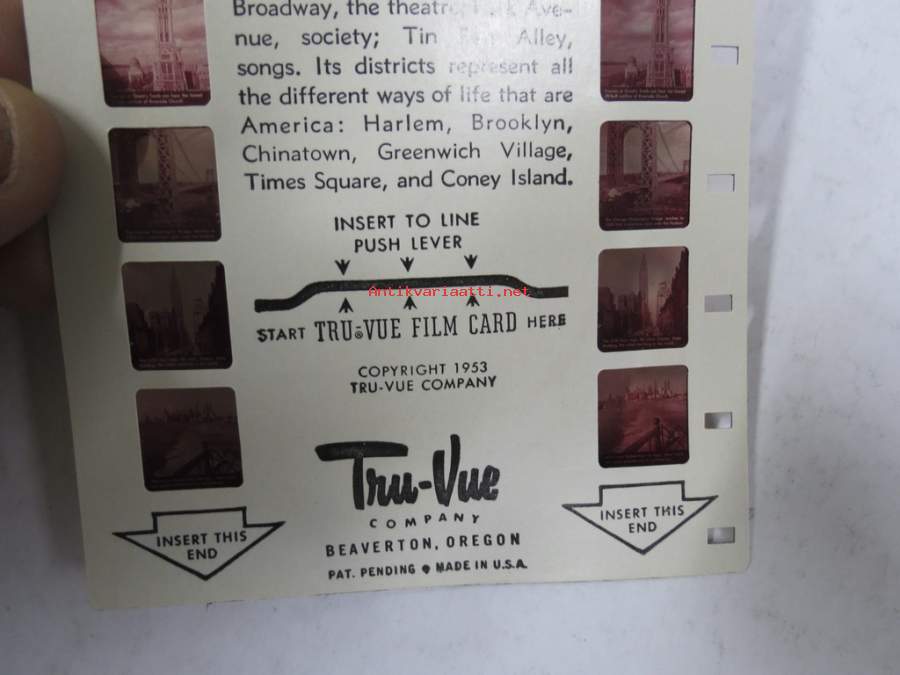 Broadway, the theatre; Park Ave-
nue, society; Tin Pan Alley,
songs. Its districts represent all
the different ways of life that are
America: Harlem, Brooklyn,
Chinatown, Greenwich Village,
Times Square, and Coney Island.
INSERT TO LINE
PUSH LEVER
Antikvariaatti.net
START TRU-VUE FILM CARD HERE
COPYRIGHT 1953
TRU-VUE COMPANY
Tru-Vue
COMPANY
BEAVERTON, OREGON
PAT. PENDING • MADE IN U.S.A.
INSERT THIS
END
INSERT THIS
END